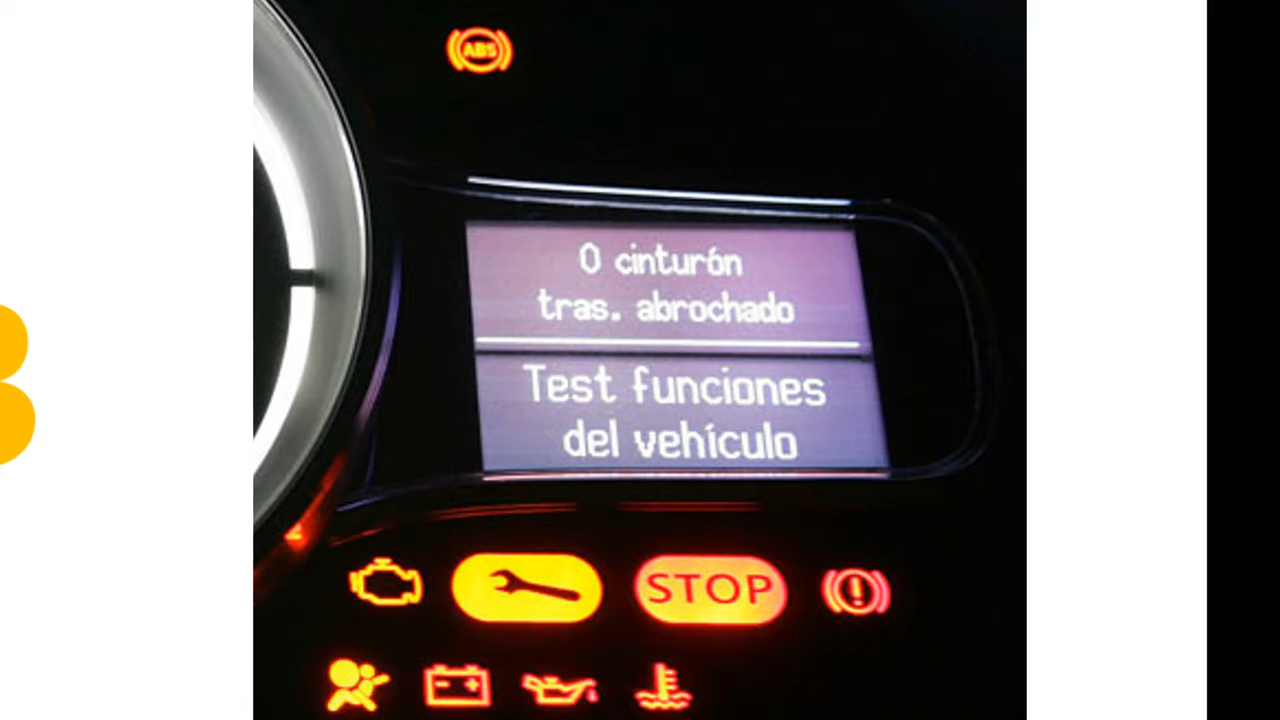 ABS
0 cinturón
tras. abrochado
Test funciones
del vehículo
STOP